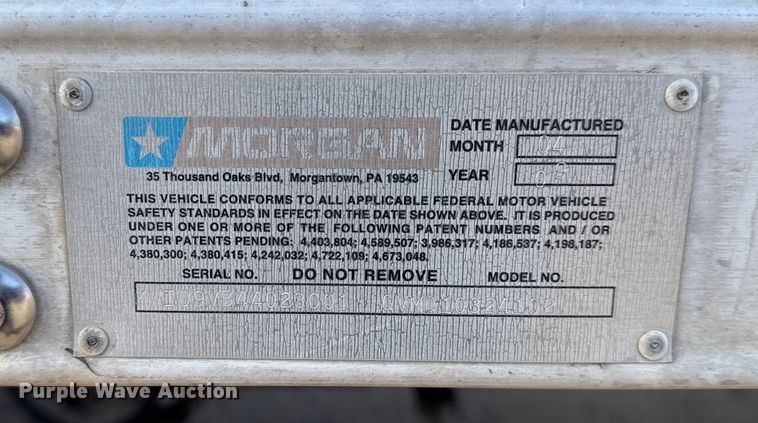 MORGAN
35 Thousand Oaks Blvd, Morgantown, PA 19543
DATE MANUFACTURED
MONTH 04
YEAR 09
THIS VEHICLE CONFORMS TO ALL APPLICABLE FEDERAL MOTOR VEHICLE
SAFETY STANDARDS IN EFFECT ON THE DATE SHOWN ABOVE. IT IS PRODUCED
UNDER ONE OR MORE OF THE FOLLOWING PATENT NUMBERS AND / OR
OTHER PATENTS PENDING: 4,403,804; 4,589,507; 3,986,317; 4,186,537; 4,198,187;
4,380,300; 4,380,415; 4,242,032; 4,722,109; 4,673,048.
SERIAL NO. DO NOT REMOVE MODEL NO.
Purple Wave Auction